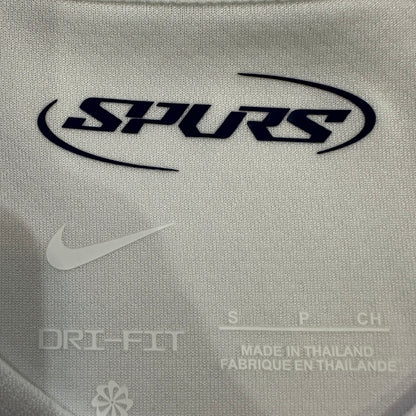 SPURS
DRI-FIT
S P CH
MADE IN THAILAND
FABRIQUÉ EN THAÏLANDE